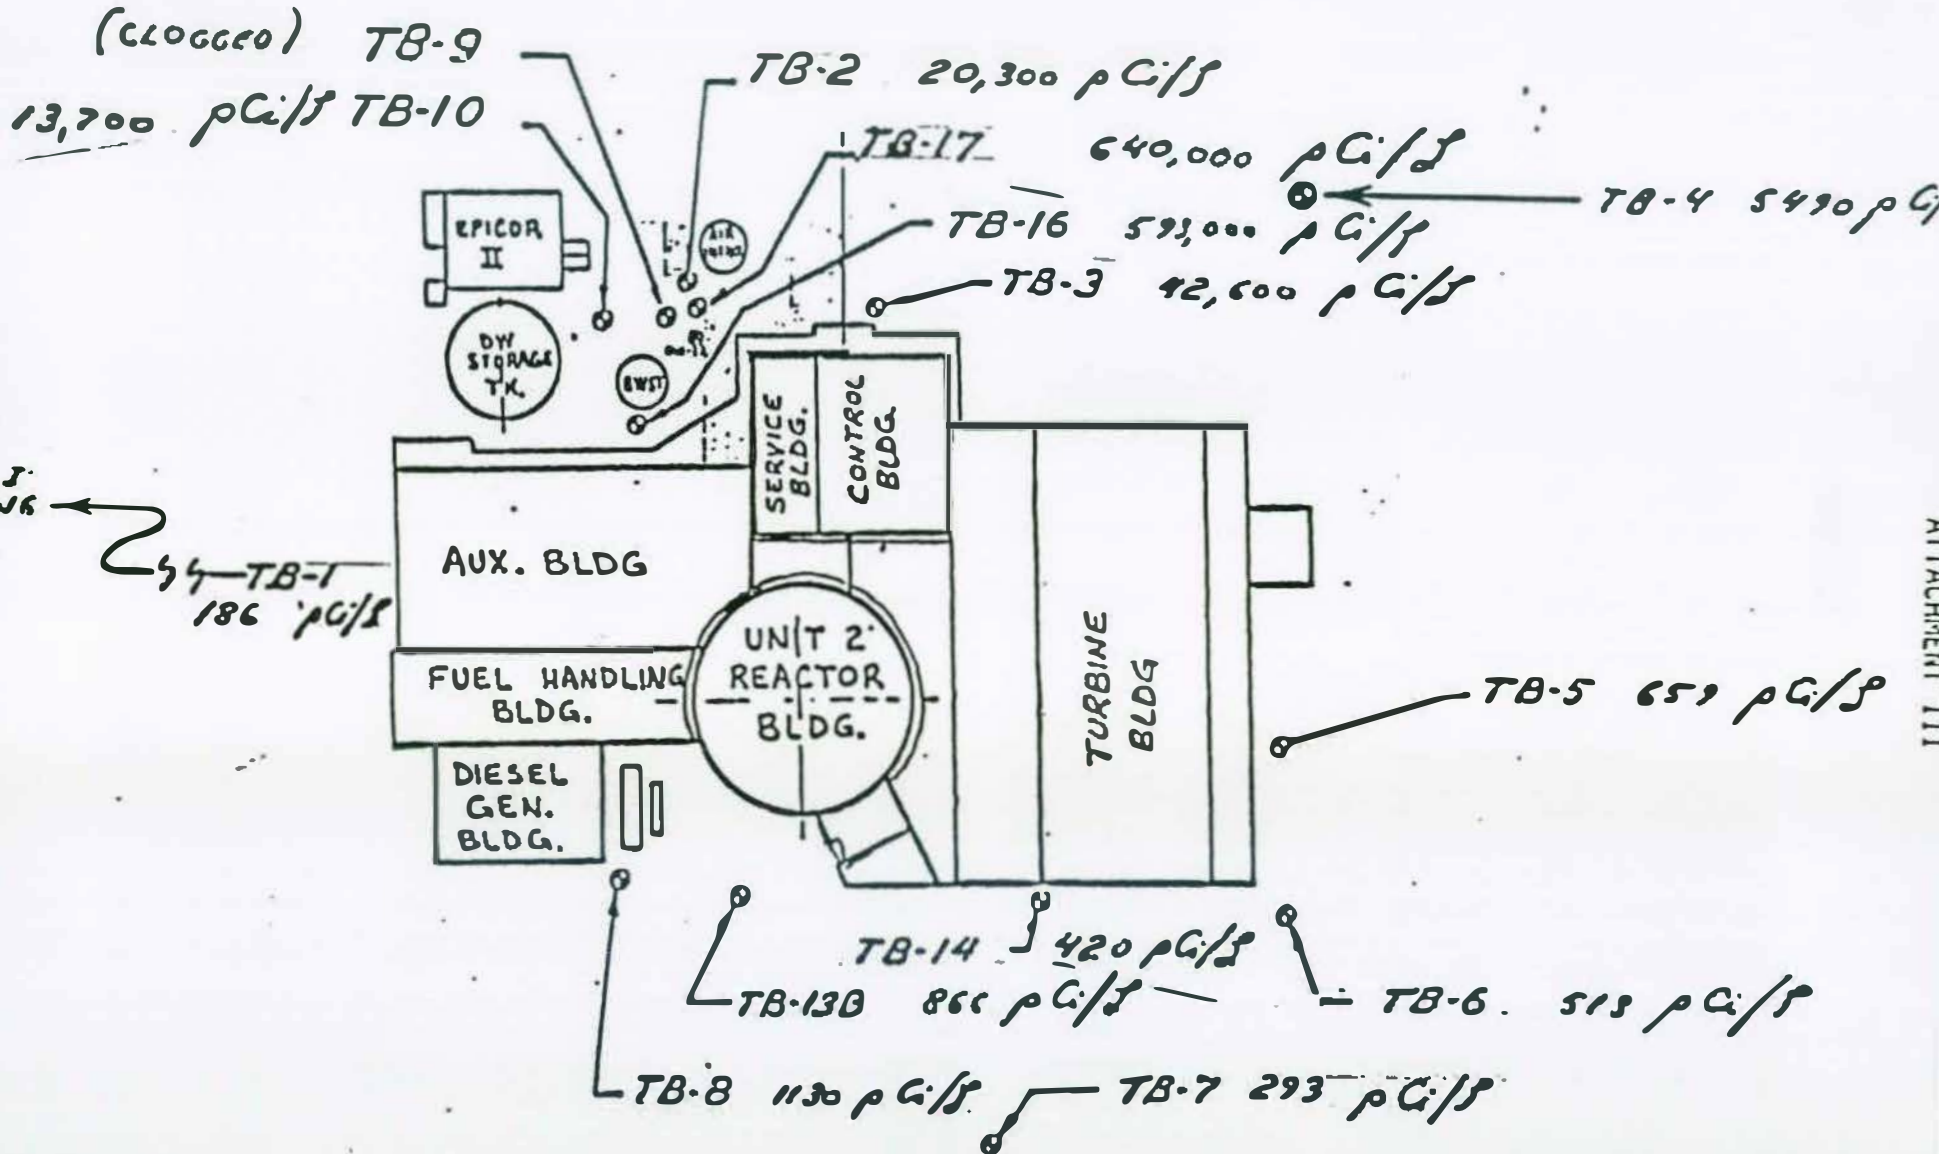 (CLOGGED) TB-9
TB-2 20,300 pCi/l
13,700 pCi/l TB-10
TB-17 640,000 pCi/l
TB-4 5490 pCi
TB-16 593,000 pCi/l
TB-3 42,600 pCi/l
EPICOR
II
AIR
DW
STORAGE
TK.
BWST
SERVICE
BLDG.
CONTROL
BLDG.
AUX. BLDG
TB-1
186 pCi/l
UNIT 2
REACTOR
BLDG.
FUEL HANDLING
BLDG.
TURBINE
BLDG
TB-5 659 pCi/l
DIESEL
GEN.
BLDG.
TB-14 420 pCi/l
TB-13B 866 pCi/l
TB-6. 513 pCi/l
TB-8 1130 pCi/l
TB-7 293 pCi/l
ATTACHMENT III